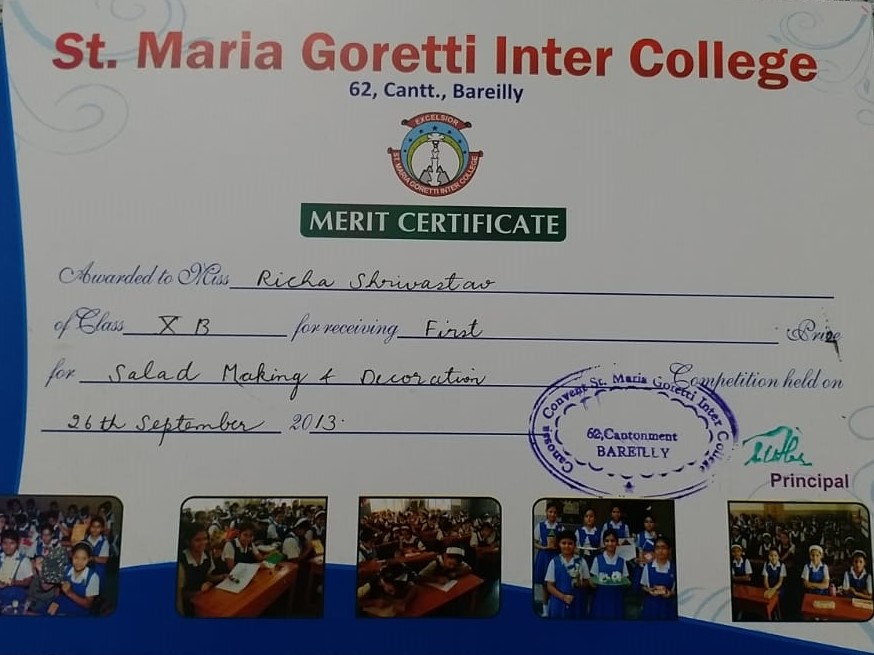 St. Maria Goretti Inter College
62, Cantt., Bareilly
EXCELSIOR
ST. MARIA GORETTI INTER COLLEGE
MERIT CERTIFICATE
Awarded to Miss Richa Shrivastav
of Class X B for receiving First Prize
for Salad Making & Decoration Competition held on
26th September 2013.
Canossa Convent St. Maria Goretti Inter College
62,Cantonment
BAREILLY
Principal